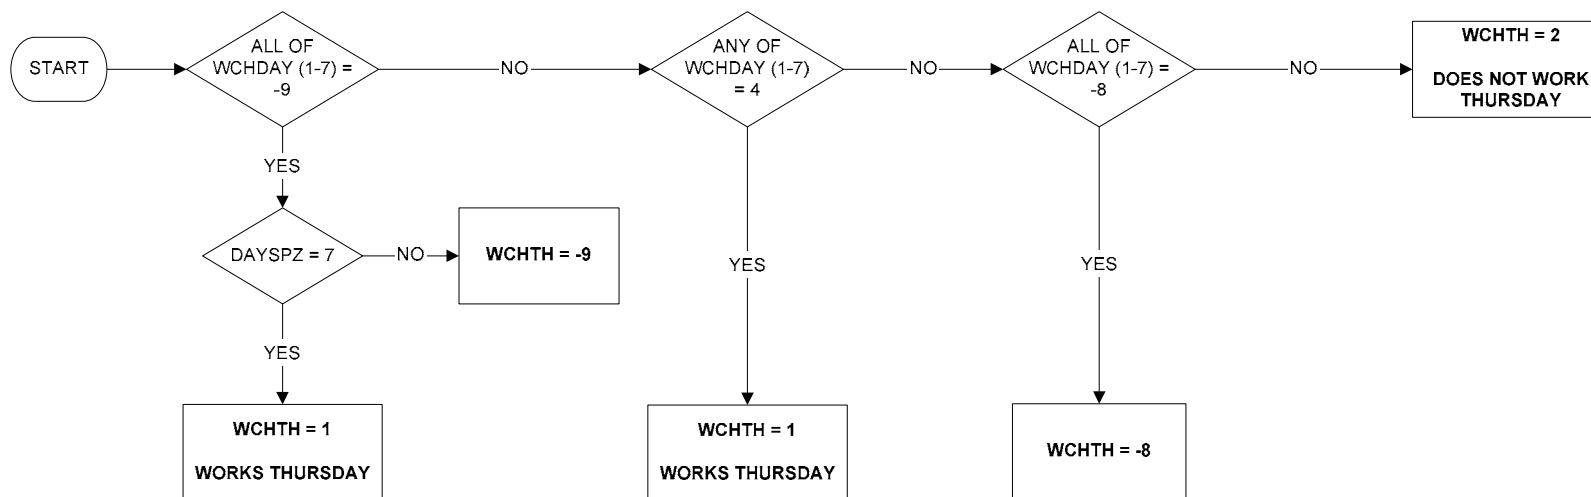 START
ALL OF
WCHDAY (1-7) =
-9
NO
ANY OF
WCHDAY (1-7)
= 4
NO
ALL OF
WCHDAY (1-7) =
-8
NO
WCHTH = 2
DOES NOT WORK
THURSDAY
YES
DAYSPZ = 7
NO
WCHTH = -9
YES
YES
YES
WCHTH = 1
WORKS THURSDAY
WCHTH = 1
WORKS THURSDAY
WCHTH = -8